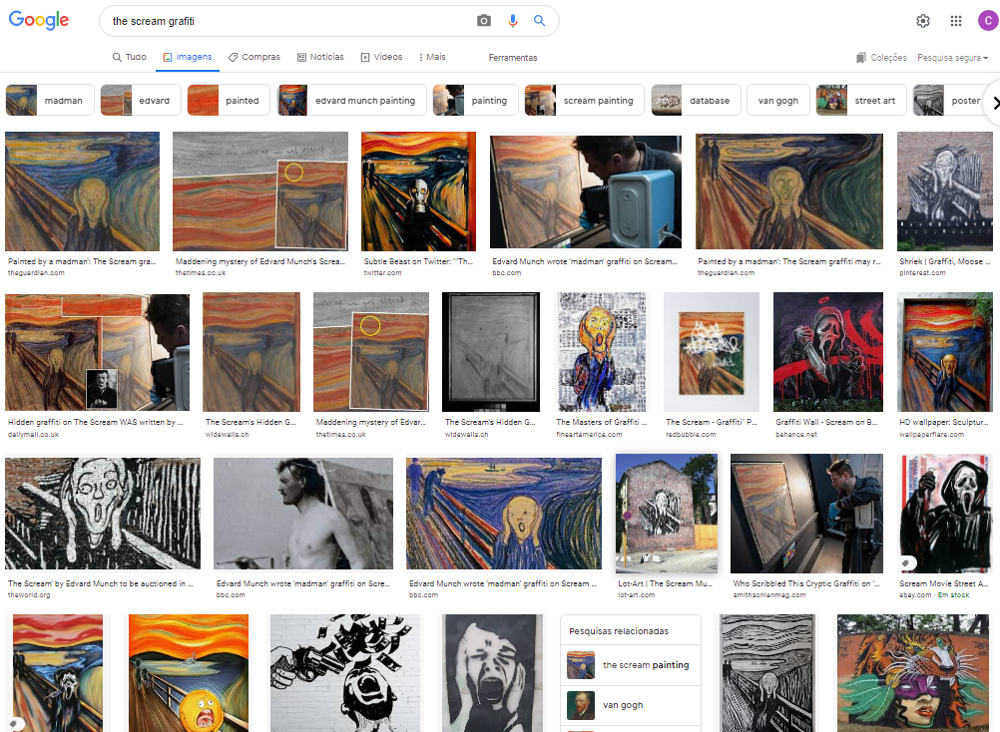 Google
the scream grafiti
C
Tudo
Imagens
Compras
Notícias
Vídeos
Mais
Ferramentas
Coleções
Pesquisa segura
madman
edvard
painted
edvard munch painting
painting
scream painting
database
van gogh
street art
poster
Painted by a madman': The Scream gra...
theguardian.com
Maddening mystery of Edvard Munch's Screa...
thetimes.co.uk
Subtle Beast on Twitter: "'Th...
twitter.com
Edvard Munch wrote 'madman' graffiti on Scream...
bbc.com
Painted by a madman': The Scream graffiti may r...
theguardian.com
Shriek | Graffiti, Moose ...
pinterest.com
Hidden graffiti on The Scream WAS written by ...
dailymail.co.uk
The Scream's Hidden G...
widewalls.ch
Maddening mystery of Edvar...
thetimes.co.uk
The Scream's Hidden G...
widewalls.ch
The Masters of Graffiti ...
fineartamerica.com
The Scream - Graffiti" P...
redbubble.com
Graffiti Wall - Scream on B...
behance.net
HD wallpaper: Sculptur...
wallpaperflare.com
The Scream' by Edvard Munch to be auctioned in ...
theworld.org
Edvard Munch wrote 'madman' graffiti on Scre...
bbc.com
Edvard Munch wrote 'madman' graffiti on Scream ...
bbc.com
Lot-Art | The Scream Mu...
lot-art.com
Who Scribbled This Cryptic Graffiti on '...
smithsonianmag.com
Scream Movie Street A...
ebay.com · Em stock
Pesquisas relacionadas
the scream painting
van gogh